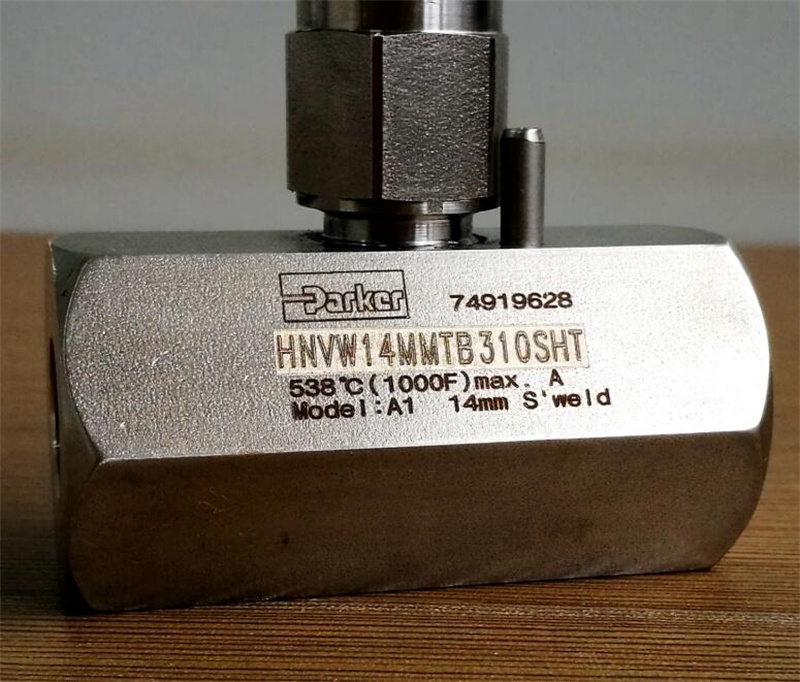 Parker 74919628
HNVW14MMTB310SHT
538℃(1000F)max. A
Model:A1 14mm S'weld